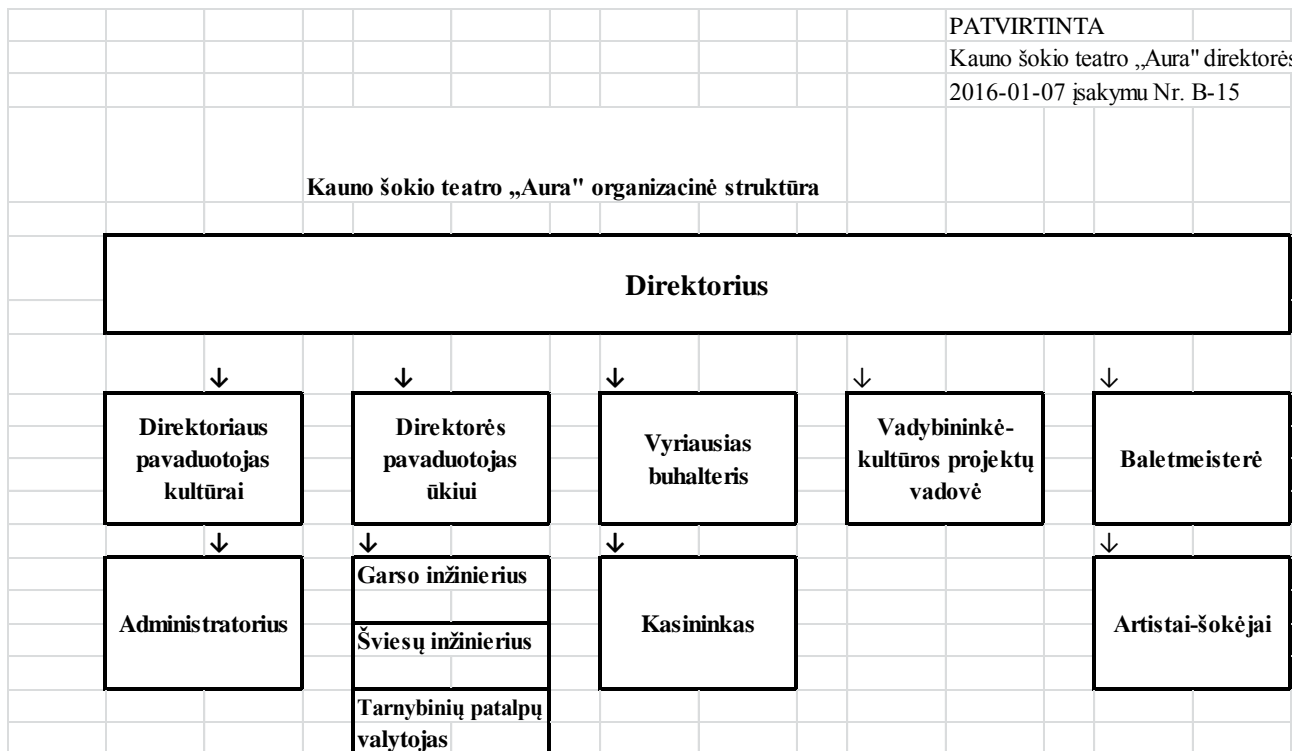 PATVIRTINTA
Kauno šokio teatro „Aura" direktorės
2016-01-07 įsakymu Nr. B-15
Kauno šokio teatro „Aura" organizacinė struktūra
Direktorius
↓ ↓ ↓ ↓ ↓
Direktoriaus
pavaduotojas
kultūrai
Direktorės
pavaduotojas
ūkiui
Vyriausias
buhalteris
Vadybininkė-
kultūros projektų
vadovė
Baletmeisterė
↓ ↓ ↓ ↓
Administratorius
Garso inžinierius
Šviesų inžinierius
Tarnybinių patalpų
valytojas
Kasininkas
Artistai-šokėjai